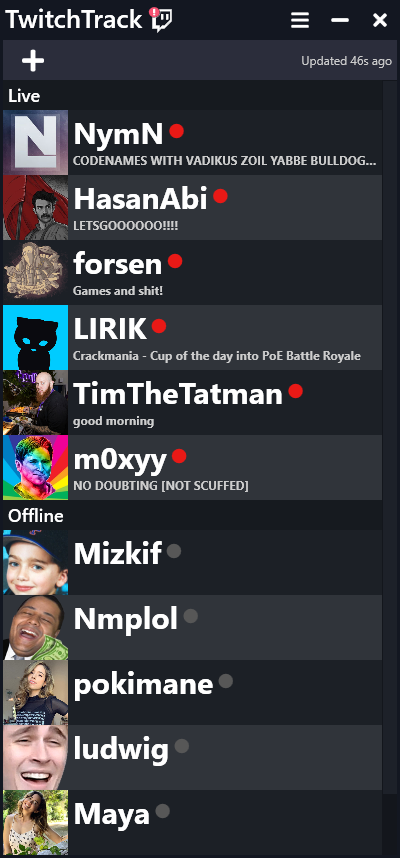 TwitchTrack
Updated 46s ago
Live
NymN
CODENAMES WITH VADIKUS ZOIL YABBE BULLDOG...
HasanAbi
LETSGOOOOOO!!!!
forsen
Games and shit!
LIRIK
Crackmania - Cup of the day into PoE Battle Royale
TimTheTatman
good morning
m0xyy
NO DOUBTING [NOT SCUFFED]
Offline
Mizkif
Nmplol
pokimane
ludwig
Maya